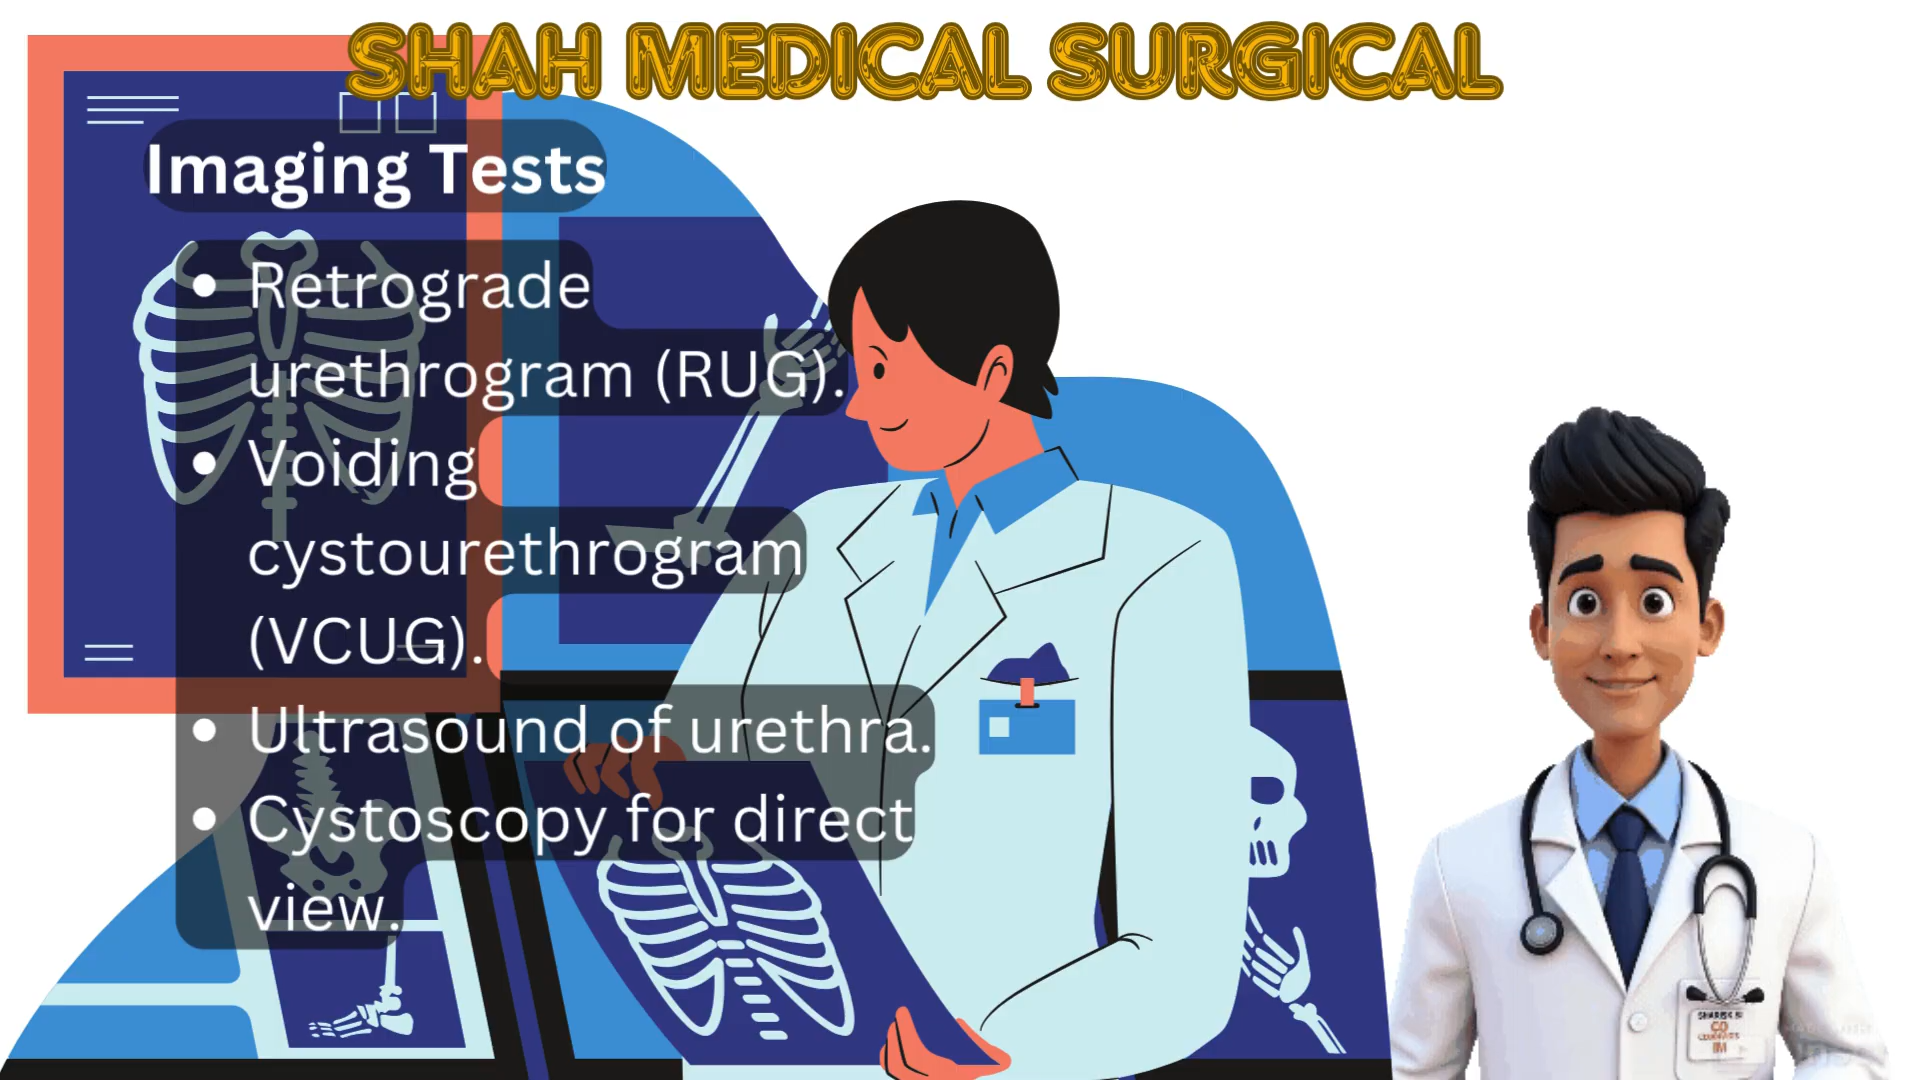 SHAH MEDICAL SURGICAL
Imaging Tests
• Retrograde
urethrogram (RUG).
• Voiding
cystourethrogram
(VCUG).
• Ultrasound of urethra.
• Cystoscopy for direct
view.